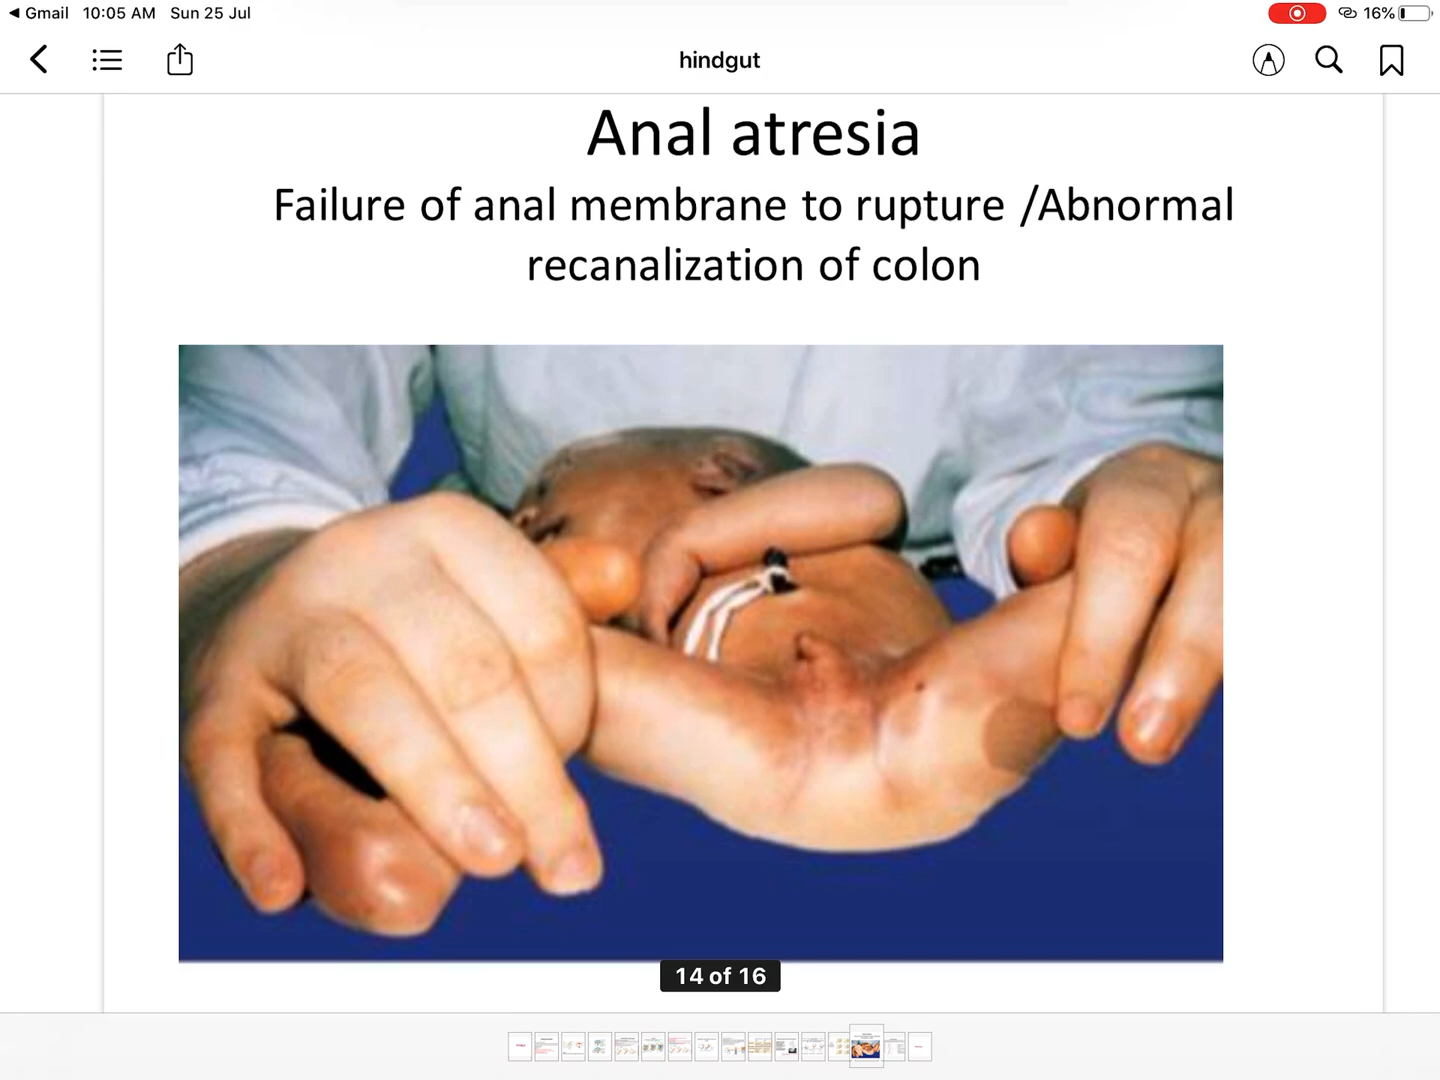 Gmail 10:05 AM Sun 25 Jul 16%
hindgut
Anal atresia
Failure of anal membrane to rupture /Abnormal
recanalization of colon
14 of 16